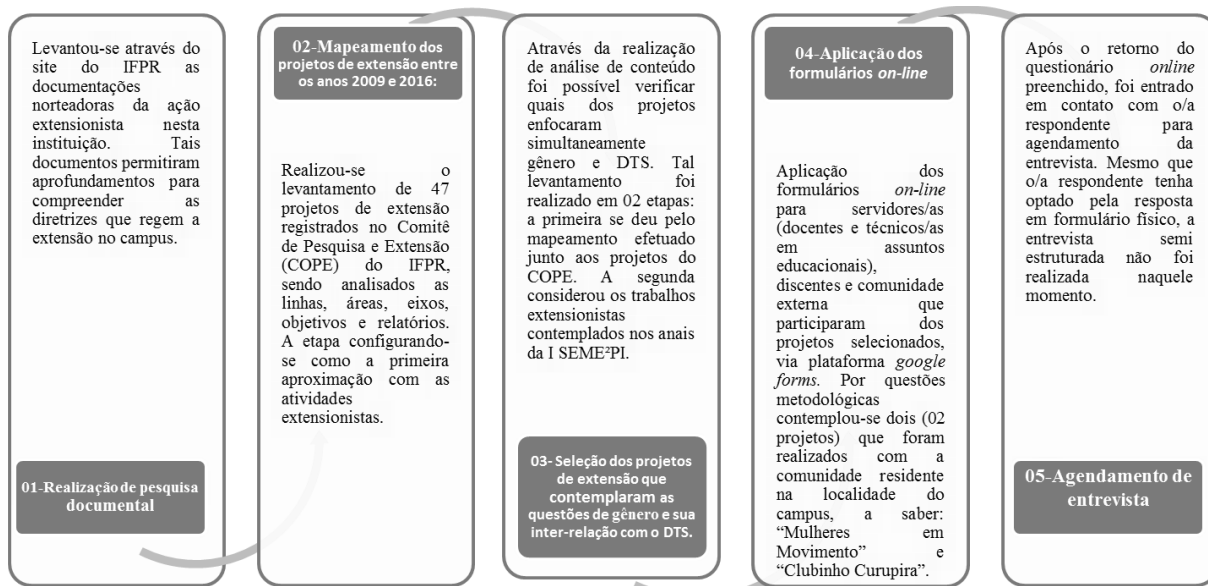 Levantou-se através do
site do IFPR as
documentações
norteadoras da ação
extensionista nesta
instituição. Tais
documentos permitiram
aprofundamentos para
compreender as
diretrizes que regem a
extensão no campus.
01-Realização de pesquisa
documental
02-Mapeamento dos
projetos de extensão entre
os anos 2009 e 2016:
Realizou-se o
levantamento de 47
projetos de extensão
registrados no Comitê
de Pesquisa e Extensão
(COPE) do IFPR,
sendo analisados as
linhas, áreas, eixos,
objetivos e relatórios.
A etapa configurando-
se como a primeira
aproximação com as
atividades
extensionistas.
Através da realização
de análise de conteúdo
foi possível verificar
quais dos projetos
enfocaram
simultaneamente
gênero e DTS. Tal
levantamento foi
realizado em 02 etapas:
a primeira se deu pelo
mapeamento efetuado
junto aos projetos do
COPE. A segunda
considerou os trabalhos
extensionistas
contemplados nos anais
da I SEME²PI.
03- Seleção dos projetos
de extensão que
contemplaram as
questões de gênero e sua
inter-relação com o DTS.
04-Aplicação dos
formulários on-line
Aplicação dos
formulários on-line
para servidores/as
(docentes e técnicos/as
em assuntos
educacionais),
discentes e comunidade
externa que
participaram dos
projetos selecionados,
via plataforma google
forms. Por questões
metodológicas
contemplou-se dois (02
projetos) que foram
realizados com a
comunidade residente
na localidade do
campus, a saber:
“Mulheres em
Movimento” e
“Clubinho Curupira”.
Após o retorno do
questionário online
preenchido, foi entrado
em contato com o/a
respondente para
agendamento da
entrevista. Mesmo que
o/a respondente tenha
optado pela resposta
em formulário físico, a
entrevista semi
estruturada não foi
realizada naquele
momento.
05-Agendamento de
entrevista